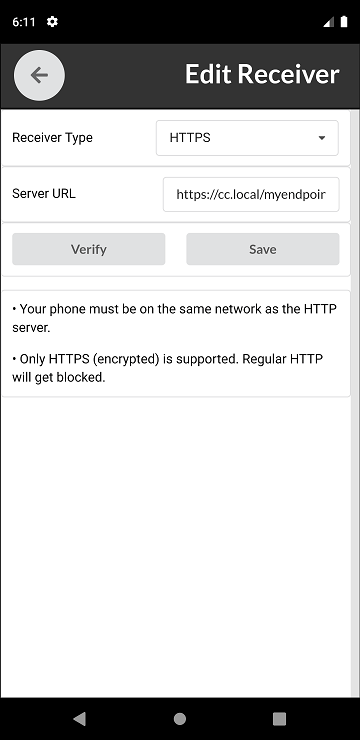 6:11
Edit Receiver
Receiver Type
HTTPS
Server URL
https://cc.local/myendpoir
Verify
Save
• Your phone must be on the same network as the HTTP
server.
• Only HTTPS (encrypted) is supported. Regular HTTP
will get blocked.